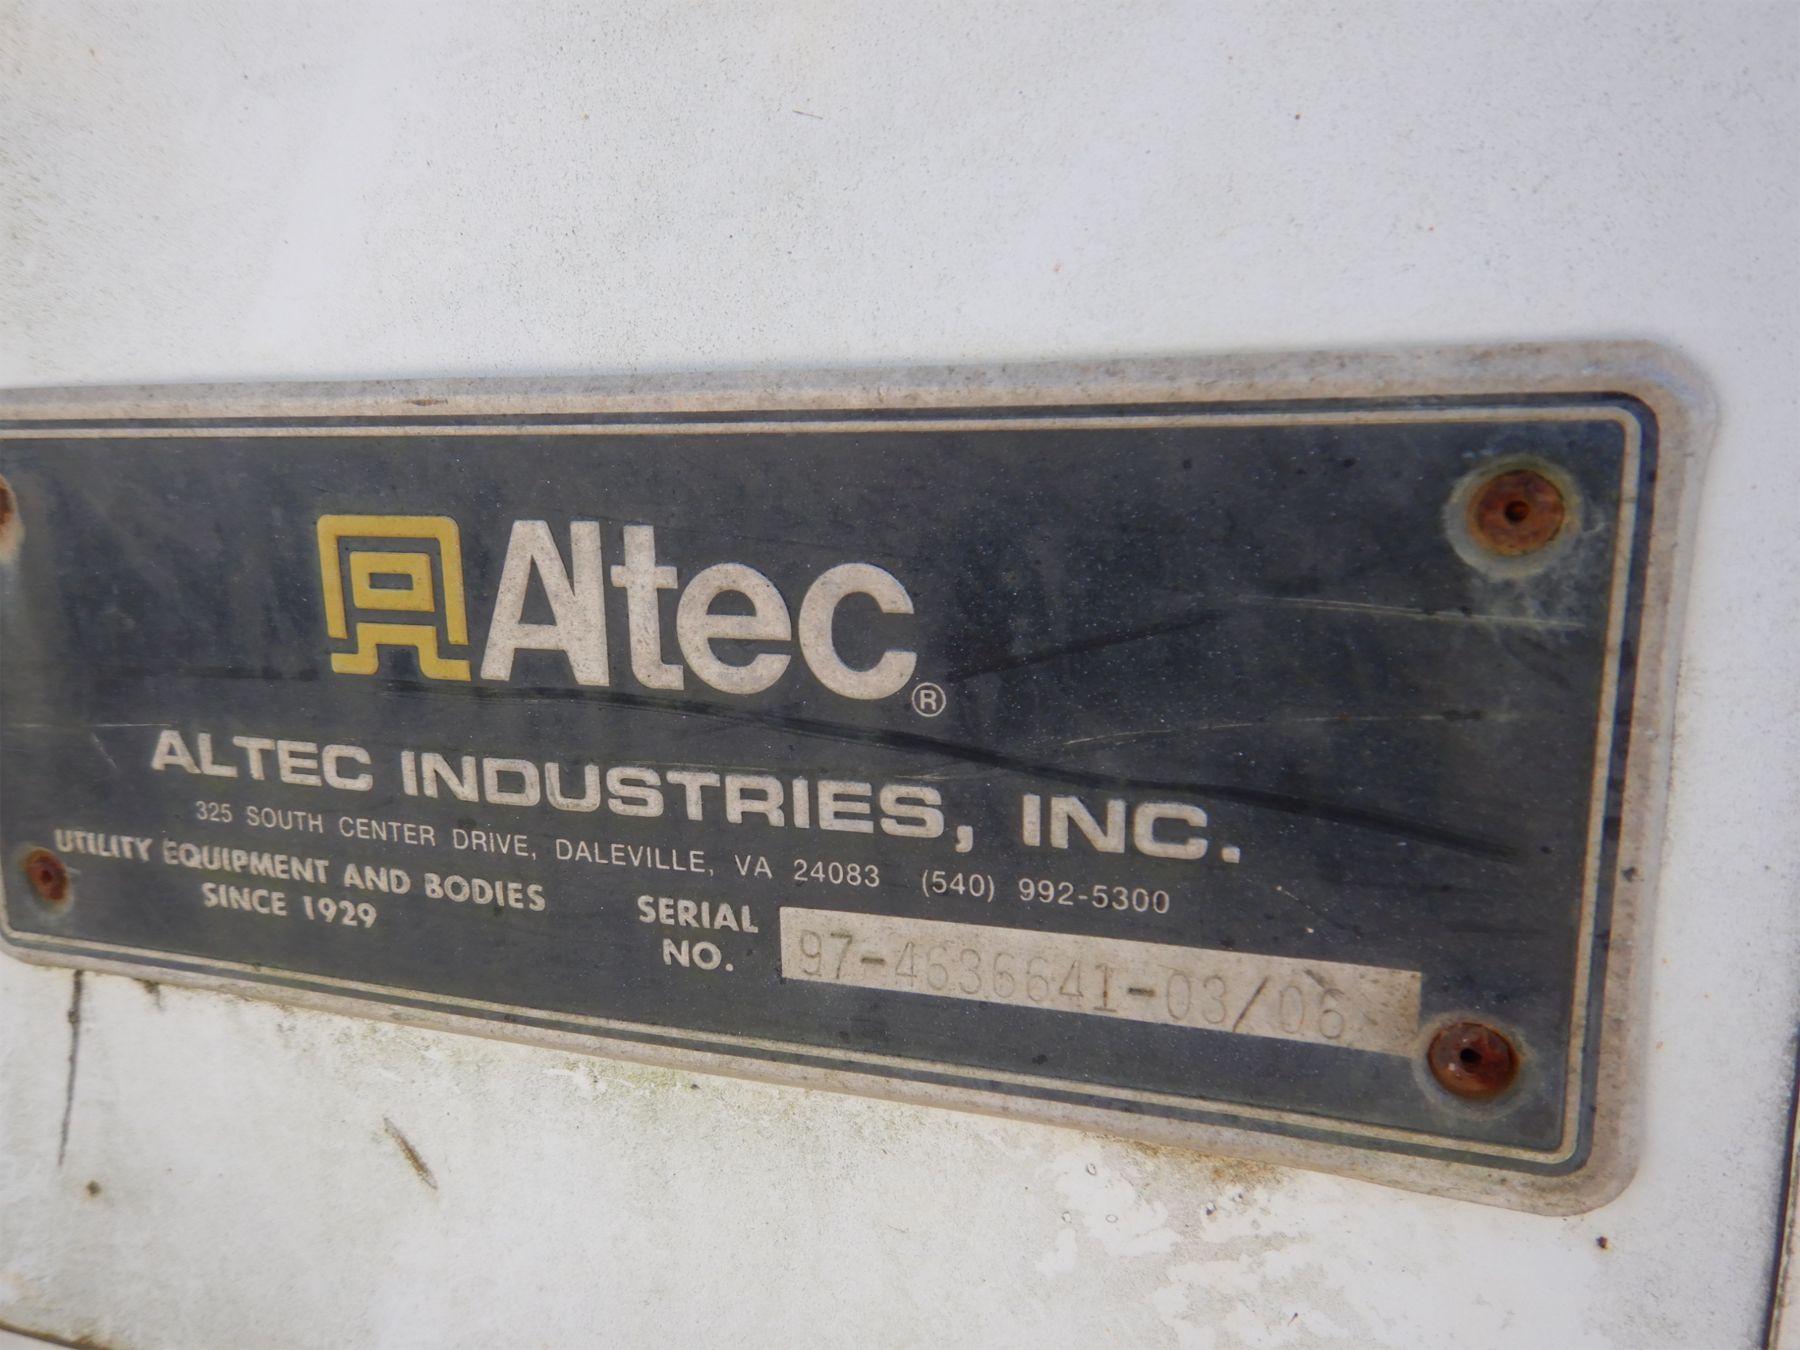 Altec®
ALTEC INDUSTRIES, INC.
325 SOUTH CENTER DRIVE, DALEVILLE, VA 24083 (540) 992-5300
UTILITY EQUIPMENT AND BODIES
SINCE 1929
SERIAL
NO. 97-4636641-03/06